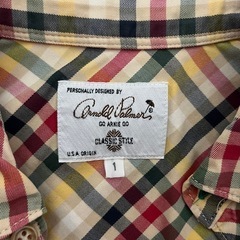 PERSONALLY DESIGNED BY
Arnold Palmer
GO ARNIE GO
CLASSIC STYLE
1
U.S.A ORIGIN